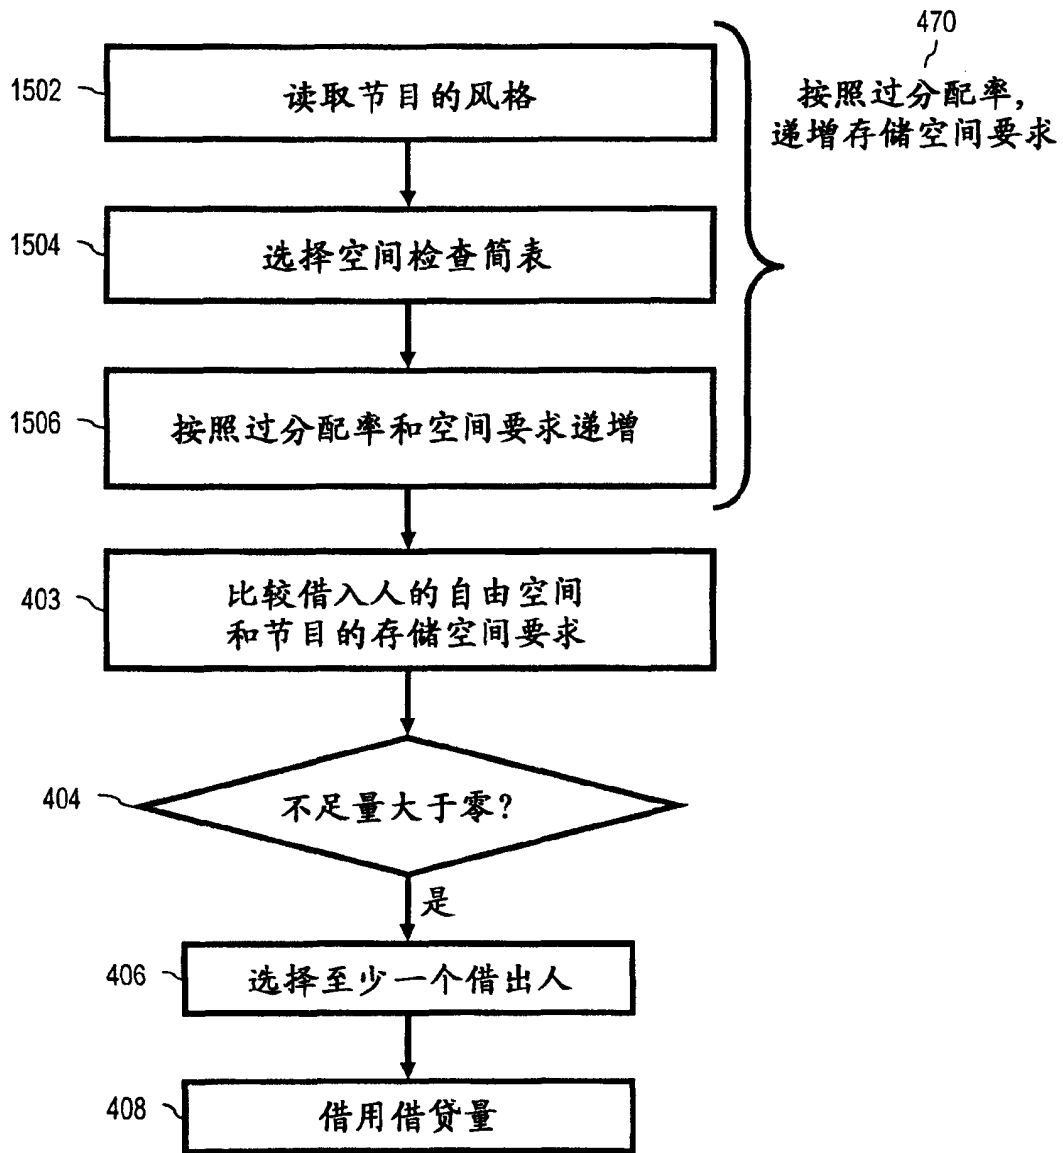 470
按照过分配率，
递增存储空间要求
1502
读取节目的风格
1504
选择空间检查简表
1506
按照过分配率和空间要求递增
403
比较借入人的自由空间
和节目的存储空间要求
404
不足量大于零？
是
406
选择至少一个借出人
408
借用借贷量